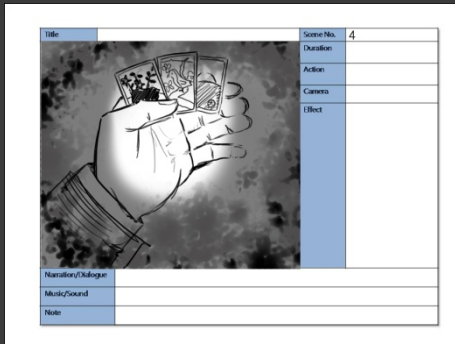 Title
Scene No. 4
Duration
Action
Camera
Effect
Narration/Dialogue
Music/Sound
Note